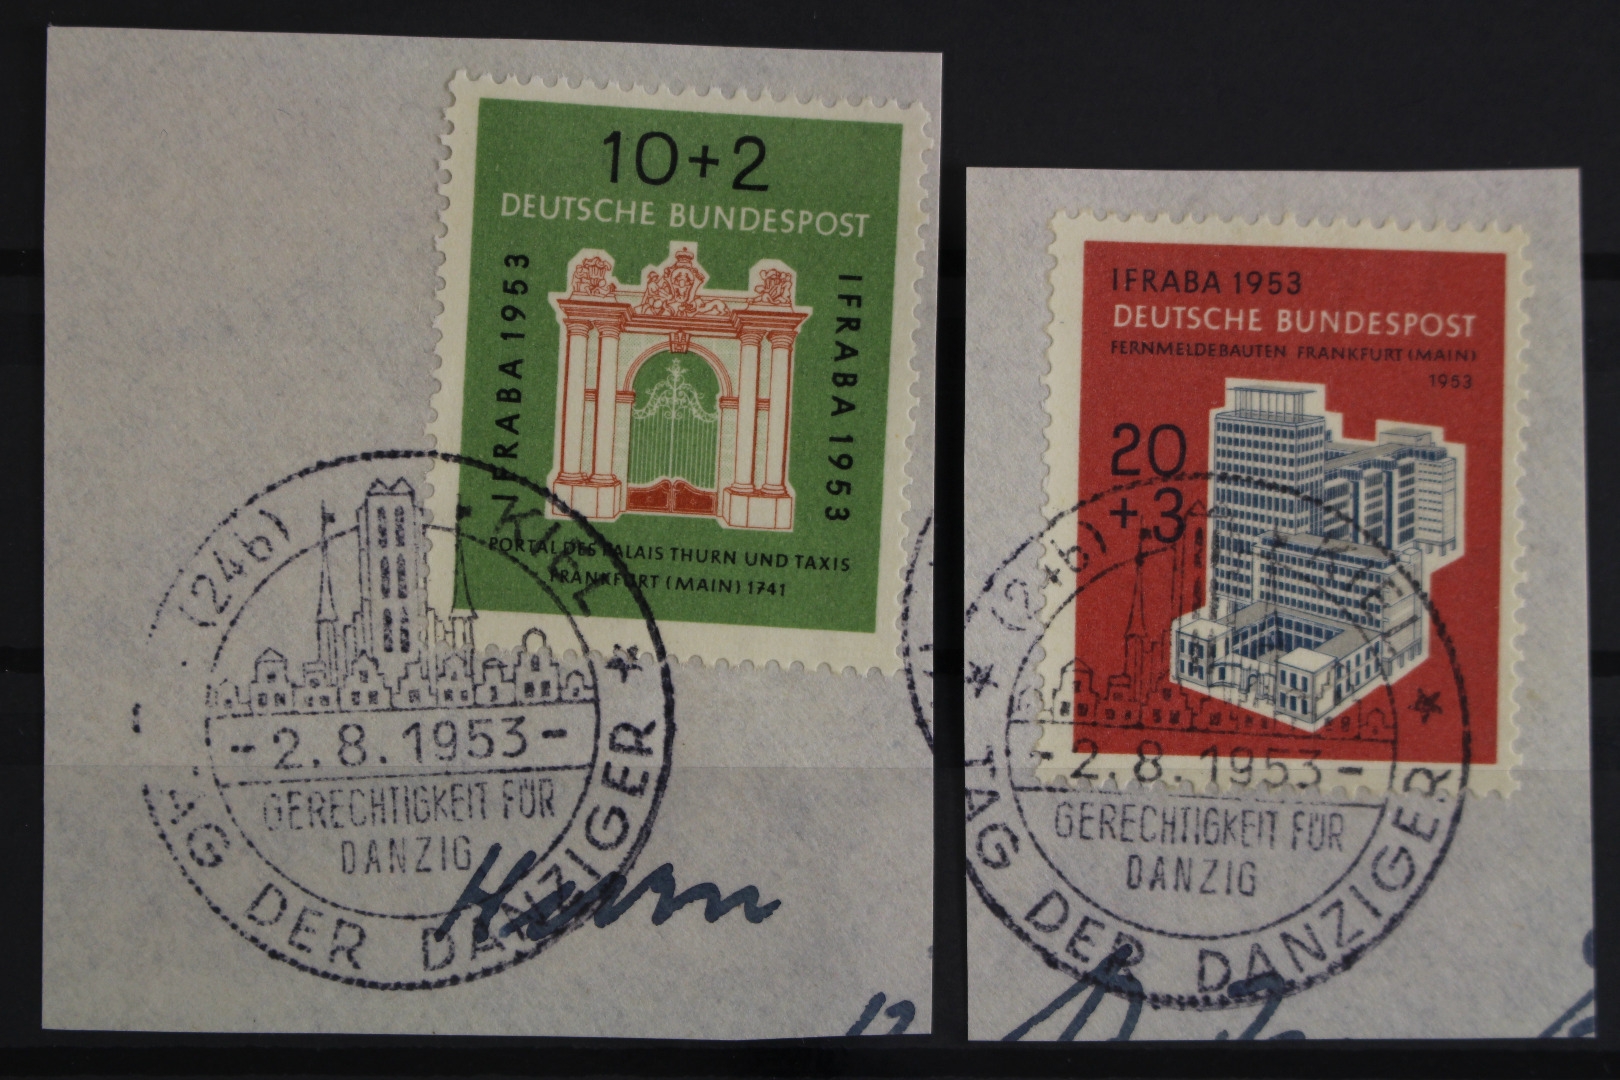 10+2
DEUTSCHE BUNDESPOST
IFRABA 1953
IFRABA 1953
PORTAL DES PALAIS THURN UND TAXIS
FRANKFURT (MAIN) 1741
(24b) KIEL
-2.8.1953-
GERECHTIGKEIT FÜR
DANZIG
TAG DER DANZIGER
Herrn
IFRABA 1953
DEUTSCHE BUNDESPOST
FERNMELDEBAUTEN FRANKFURT (MAIN)
1953
20
+3
(24b) KIEL
-2.8.1953-
GERECHTIGKEIT FÜR
DANZIG
TAG DER DANZIGER